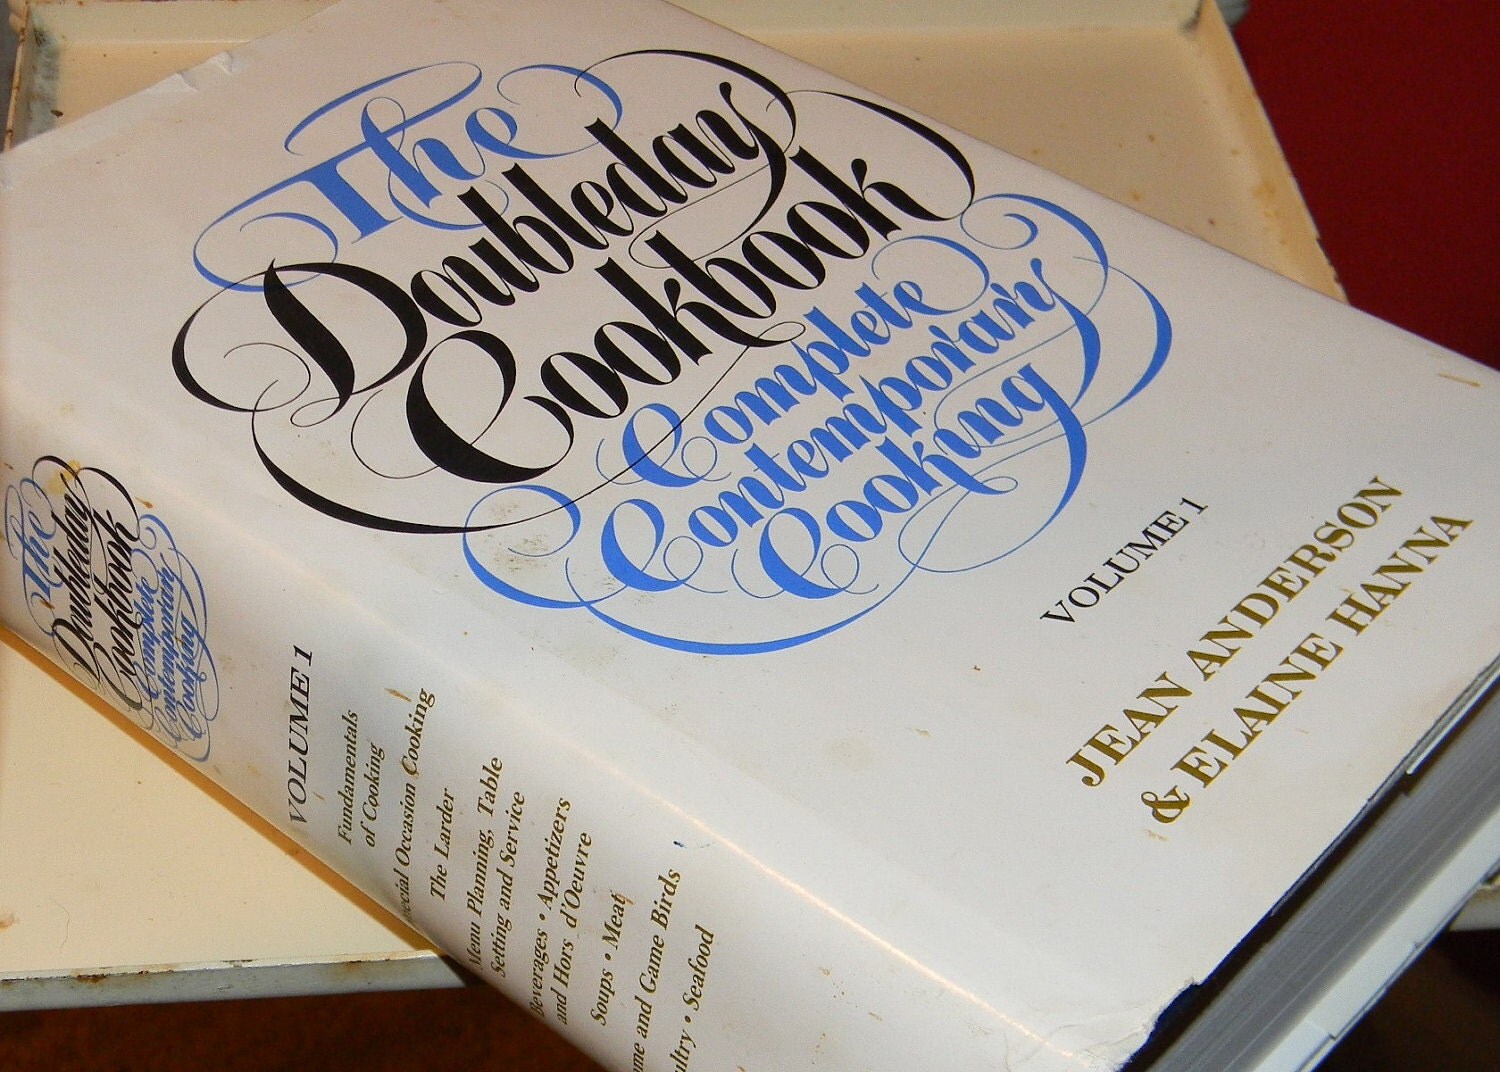 The
Doubleday
Cookbook
Complete
Contemporary
Cooking
VOLUME 1
JEAN ANDERSON
& ELAINE HANNA
The
Doubleday
Cookbook
Complete
Contemporary
Cooking
VOLUME 1
Fundamentals
of Cooking
Occasion Cooking
The Larder
Menu Planning, Table
Setting and Service
Beverages • Appetizers
and Hors d'Oeuvre
Soups • Meat
and Game Birds
• Seafood